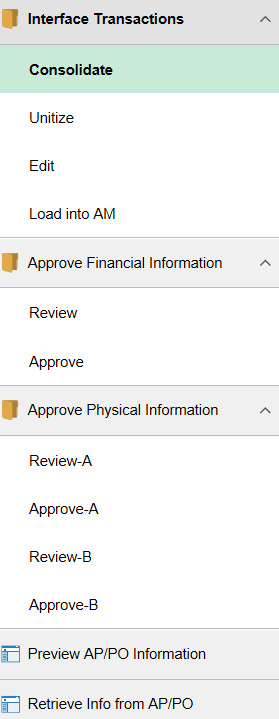 Interface Transactions
Consolidate
Unitize
Edit
Load into AM
Approve Financial Information
Review
Approve
Approve Physical Information
Review-A
Approve-A
Review-B
Approve-B
Preview AP/PO Information
Retrieve Info from AP/PO